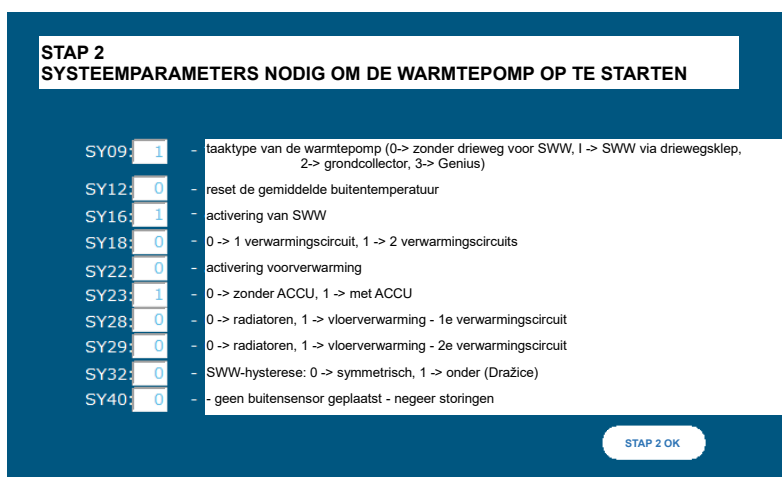 STAP 2
SYSTEEMPARAMETERS NODIG OM DE WARMTEPOMP OP TE STARTEN
SY09: 1 - taaktype van de warmtepomp (0-> zonder drieweg voor SWW, I -> SWW via driewegsklep,
2-> grondcollector, 3-> Genius)
SY12: 0 - reset de gemiddelde buitentemperatuur
SY16: 1 - activering van SWW
SY18: 0 - 0 -> 1 verwarmingscircuit, 1 -> 2 verwarmingscircuits
SY22: 0 - activering voorverwarming
SY23: 1 - 0 -> zonder ACCU, 1 -> met ACCU
SY28: 0 - 0 -> radiatoren, 1 -> vloerverwarming - 1e verwarmingscircuit
SY29: 0 - 0 -> radiatoren, 1 -> vloerverwarming - 2e verwarmingscircuit
SY32: 0 - SWW-hysterese: 0 -> symmetrisch, 1 -> onder (Dražice)
SY40: 0 - - geen buitensensor geplaatst - negeer storingen
STAP 2 OK